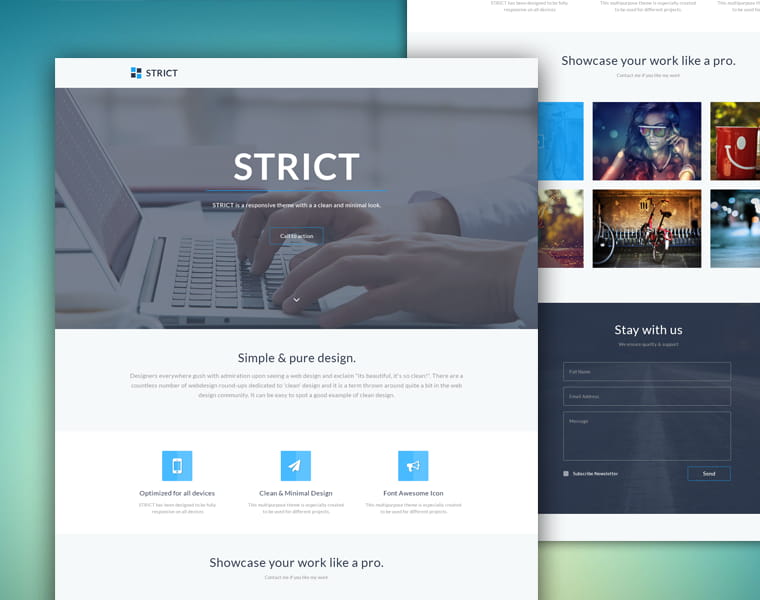 STRICT
STRICT
STRICT is a responsive theme with a a clean and minimal look.
Call to action
Simple & pure design.
Designers everywhere gush with admiration upon seeing a web design and exclaim "its beautiful, it's so clean!". There are a
countless number of webdesign round-ups dedicated to 'clean' design and it is a term thrown around quite a bit in the web
design community. It can be easy to spot a good example of clean design.
Optimized for all devices
STRICT has been designed to be fully
responsive on all devices.
Clean & Minimal Design
This multipurpose theme is especially created
to be used for different projects.
Font Awesome Icon
This multipurpose theme is especially created
to be used for different projects.
Showcase your work like a pro.
Contact me if you like my work
STRICT has been designed to be fully
responsive on all devices.
This multipurpose theme is especially created
to be used for different projects.
This multipurpose
to be used
Showcase your work like a pro.
Contact me if you like my work
Stay with us
We ensure quality & support
Full Name
Email Address
Message
Subscribe Newsletter
Send